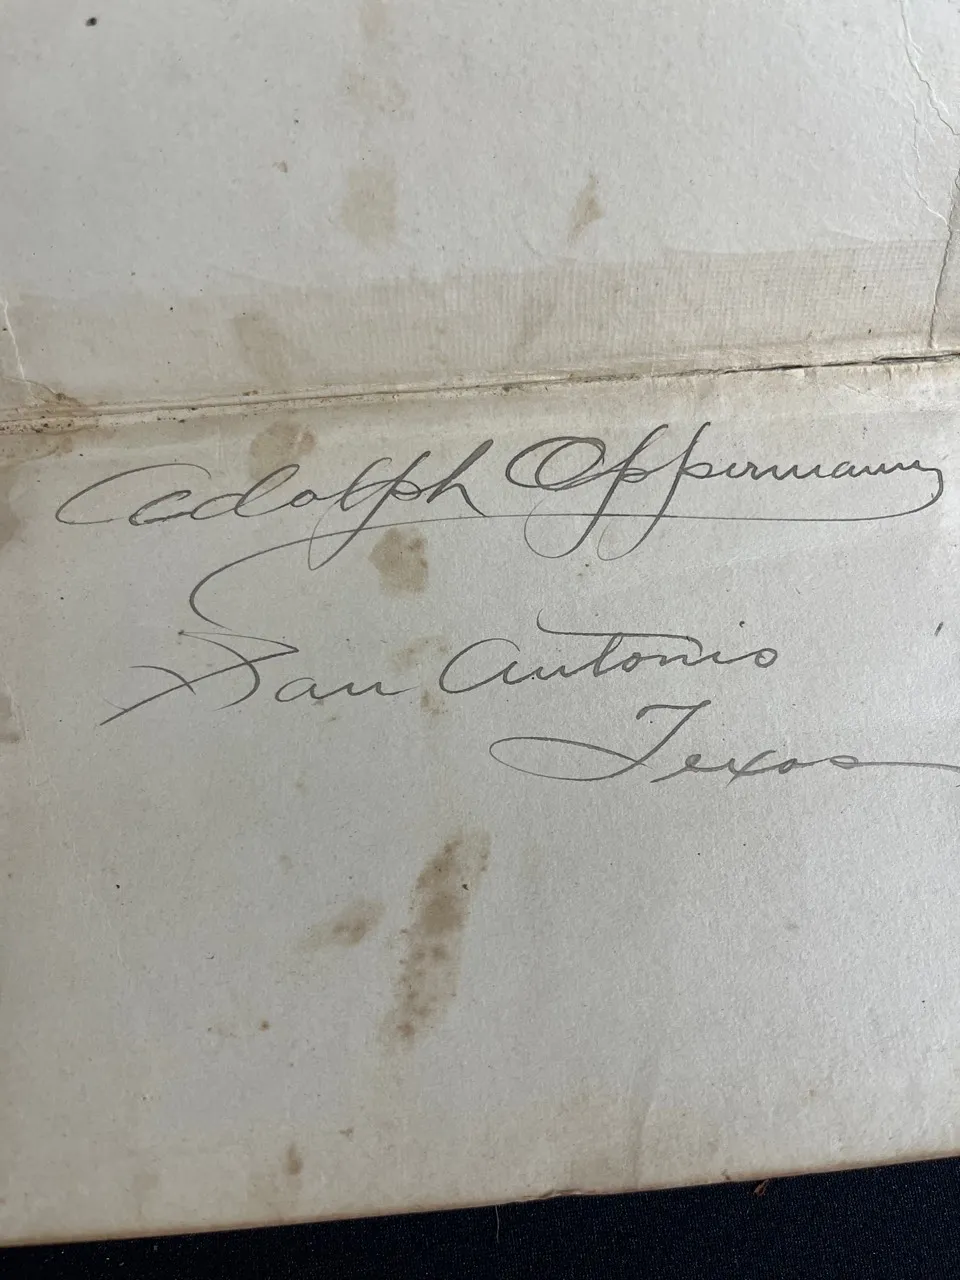 Adolph Oppermann
San Antonio
Texas